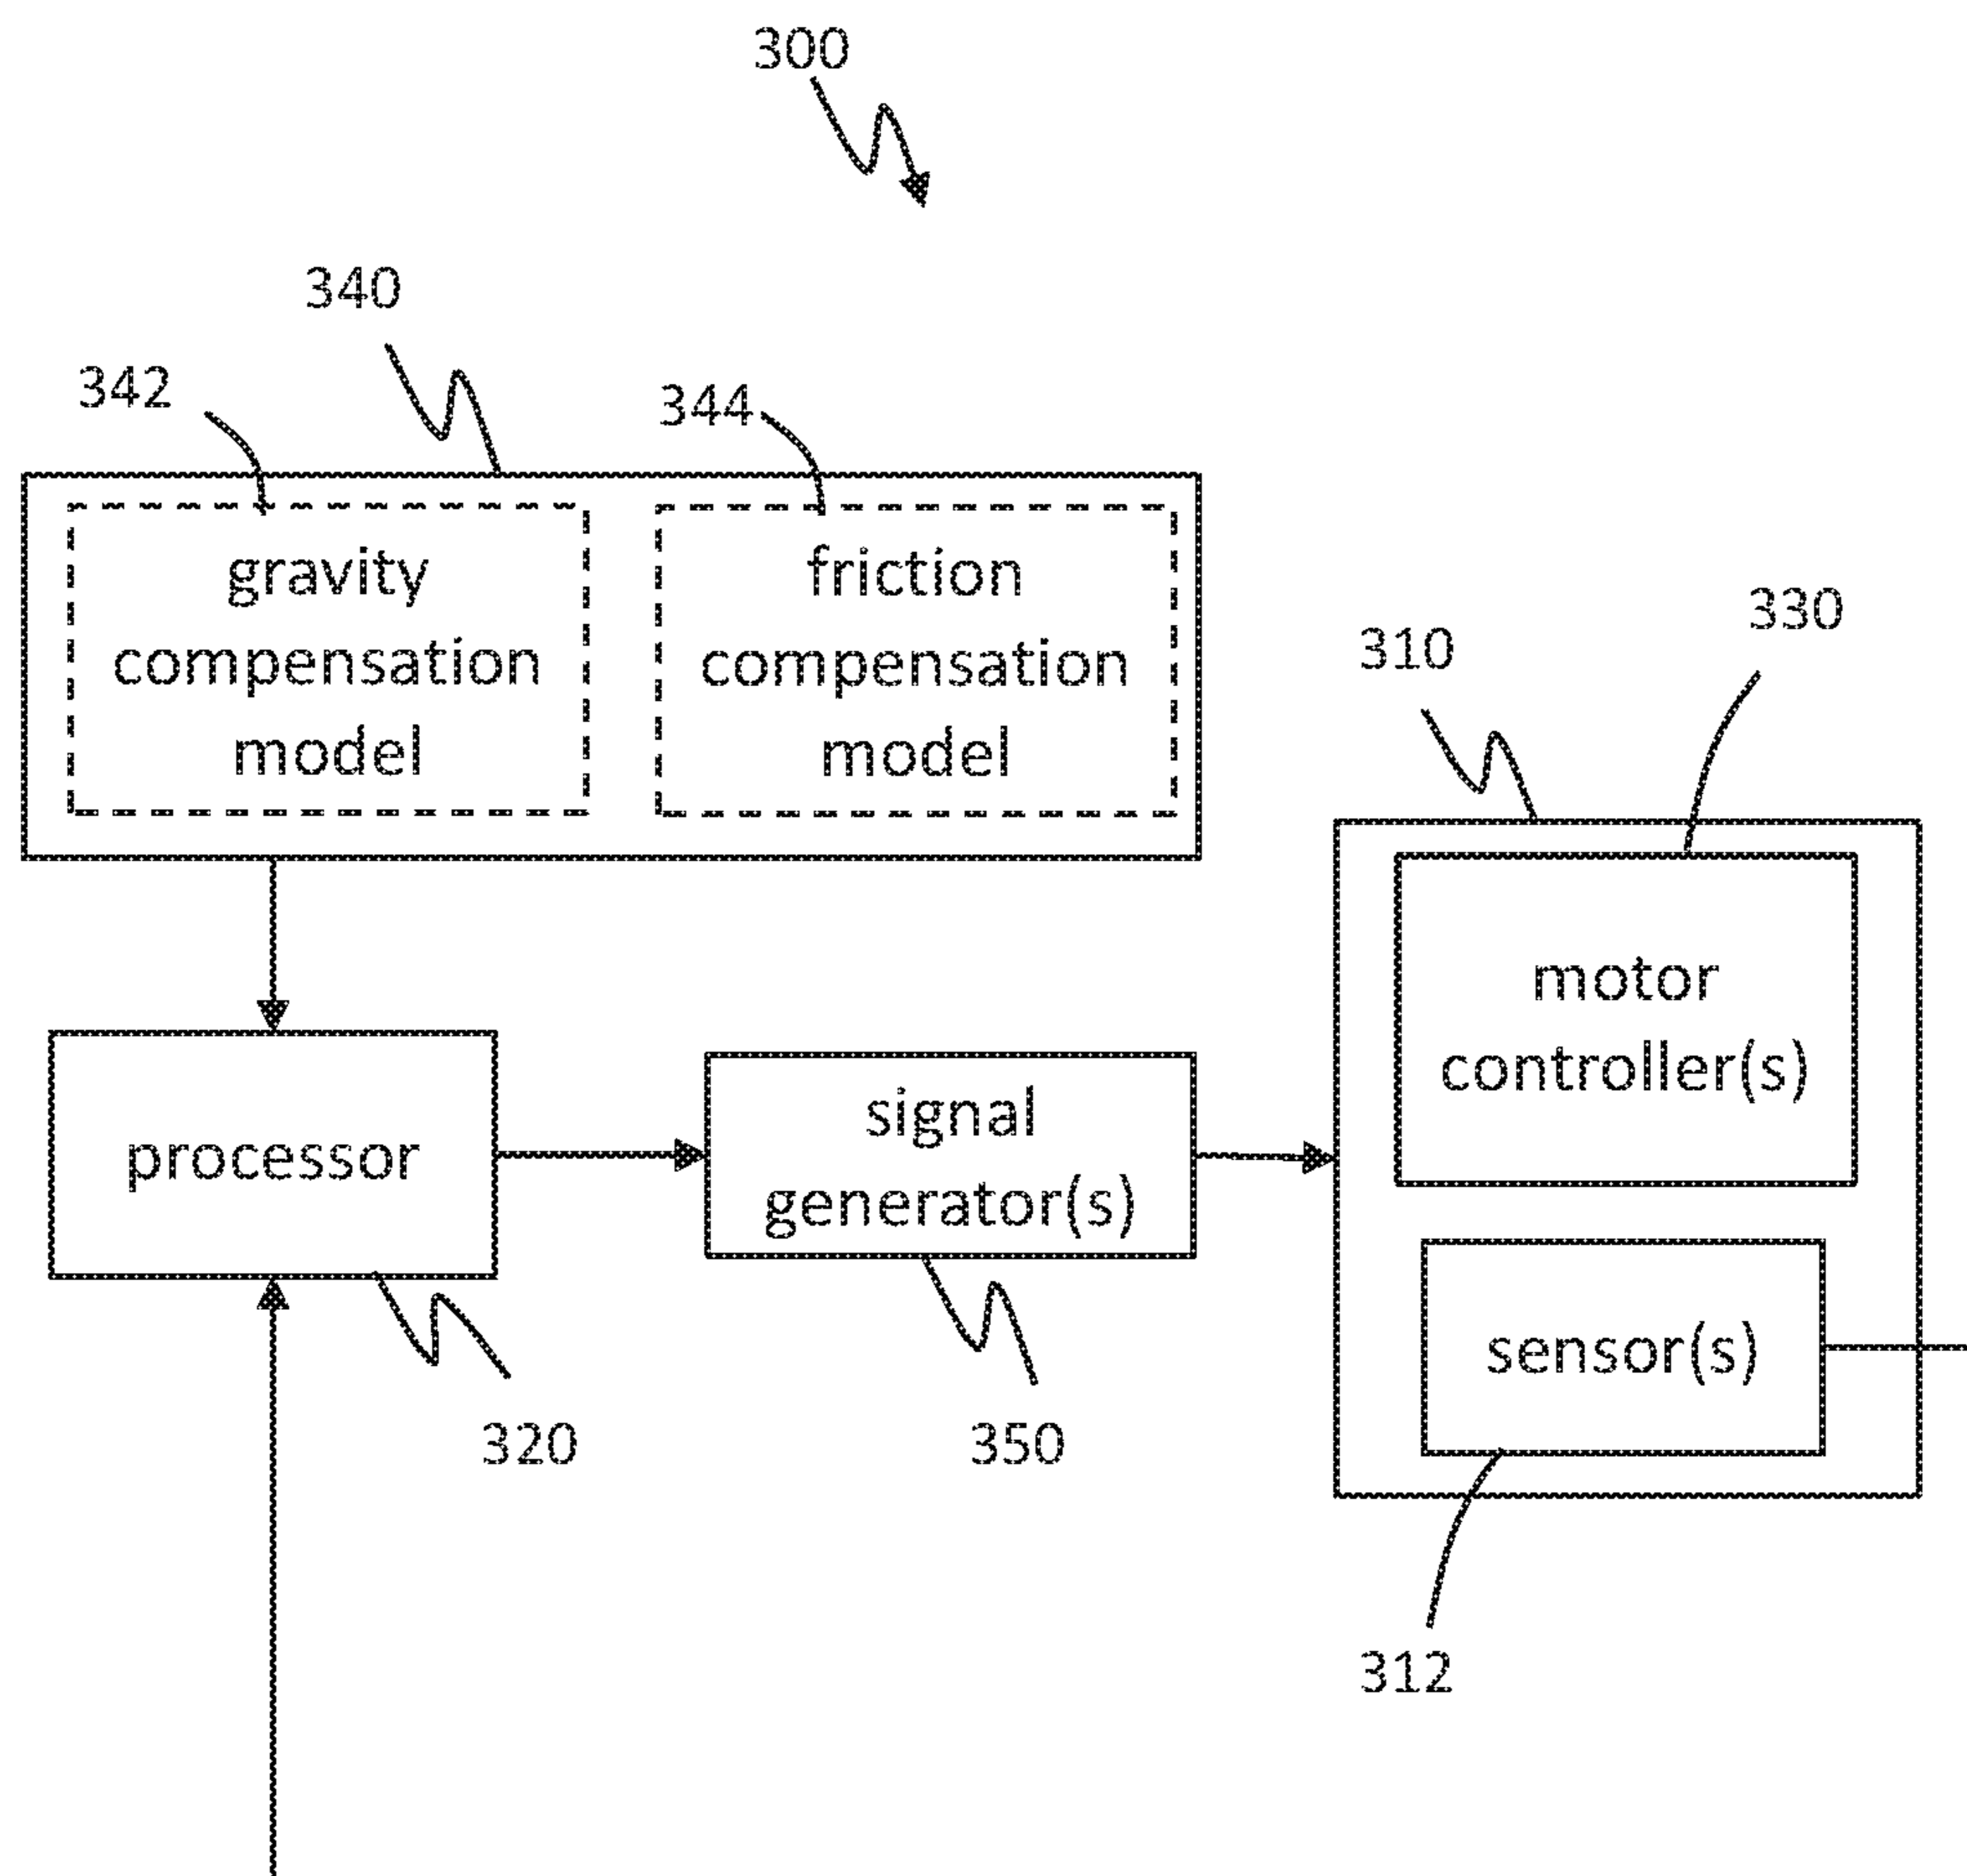 300
340
342
344
gravity
compensation
model
friction
compensation
model
310
330
motor
controller(s)
processor
signal
generator(s)
sensor(s)
320
350
312